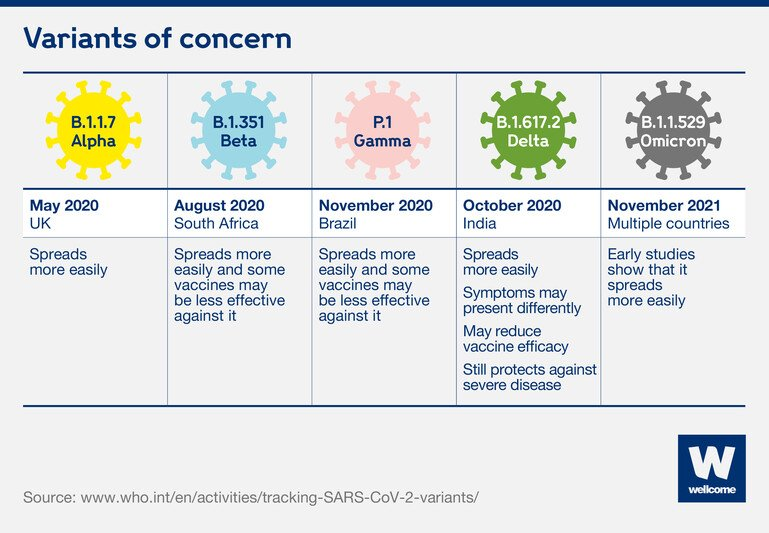 Variants of concern
B.1.1.7
Alpha
B.1.351
Beta
P.1
Gamma
B.1.617.2
Delta
B.1.1.529
Omicron
May 2020
UK
August 2020
South Africa
November 2020
Brazil
October 2020
India
November 2021
Multiple countries
Spreads
more easily
Spreads more
easily and some
vaccines may
be less effective
against it
Spreads more
easily and some
vaccines may
be less effective
against it
Spreads
more easily
Symptoms may
present differently
May reduce
vaccine efficacy
Still protects against
severe disease
Early studies
show that it
spreads
more easily
W
wellcome
Source: www.who.int/en/activities/tracking-SARS-CoV-2-variants/